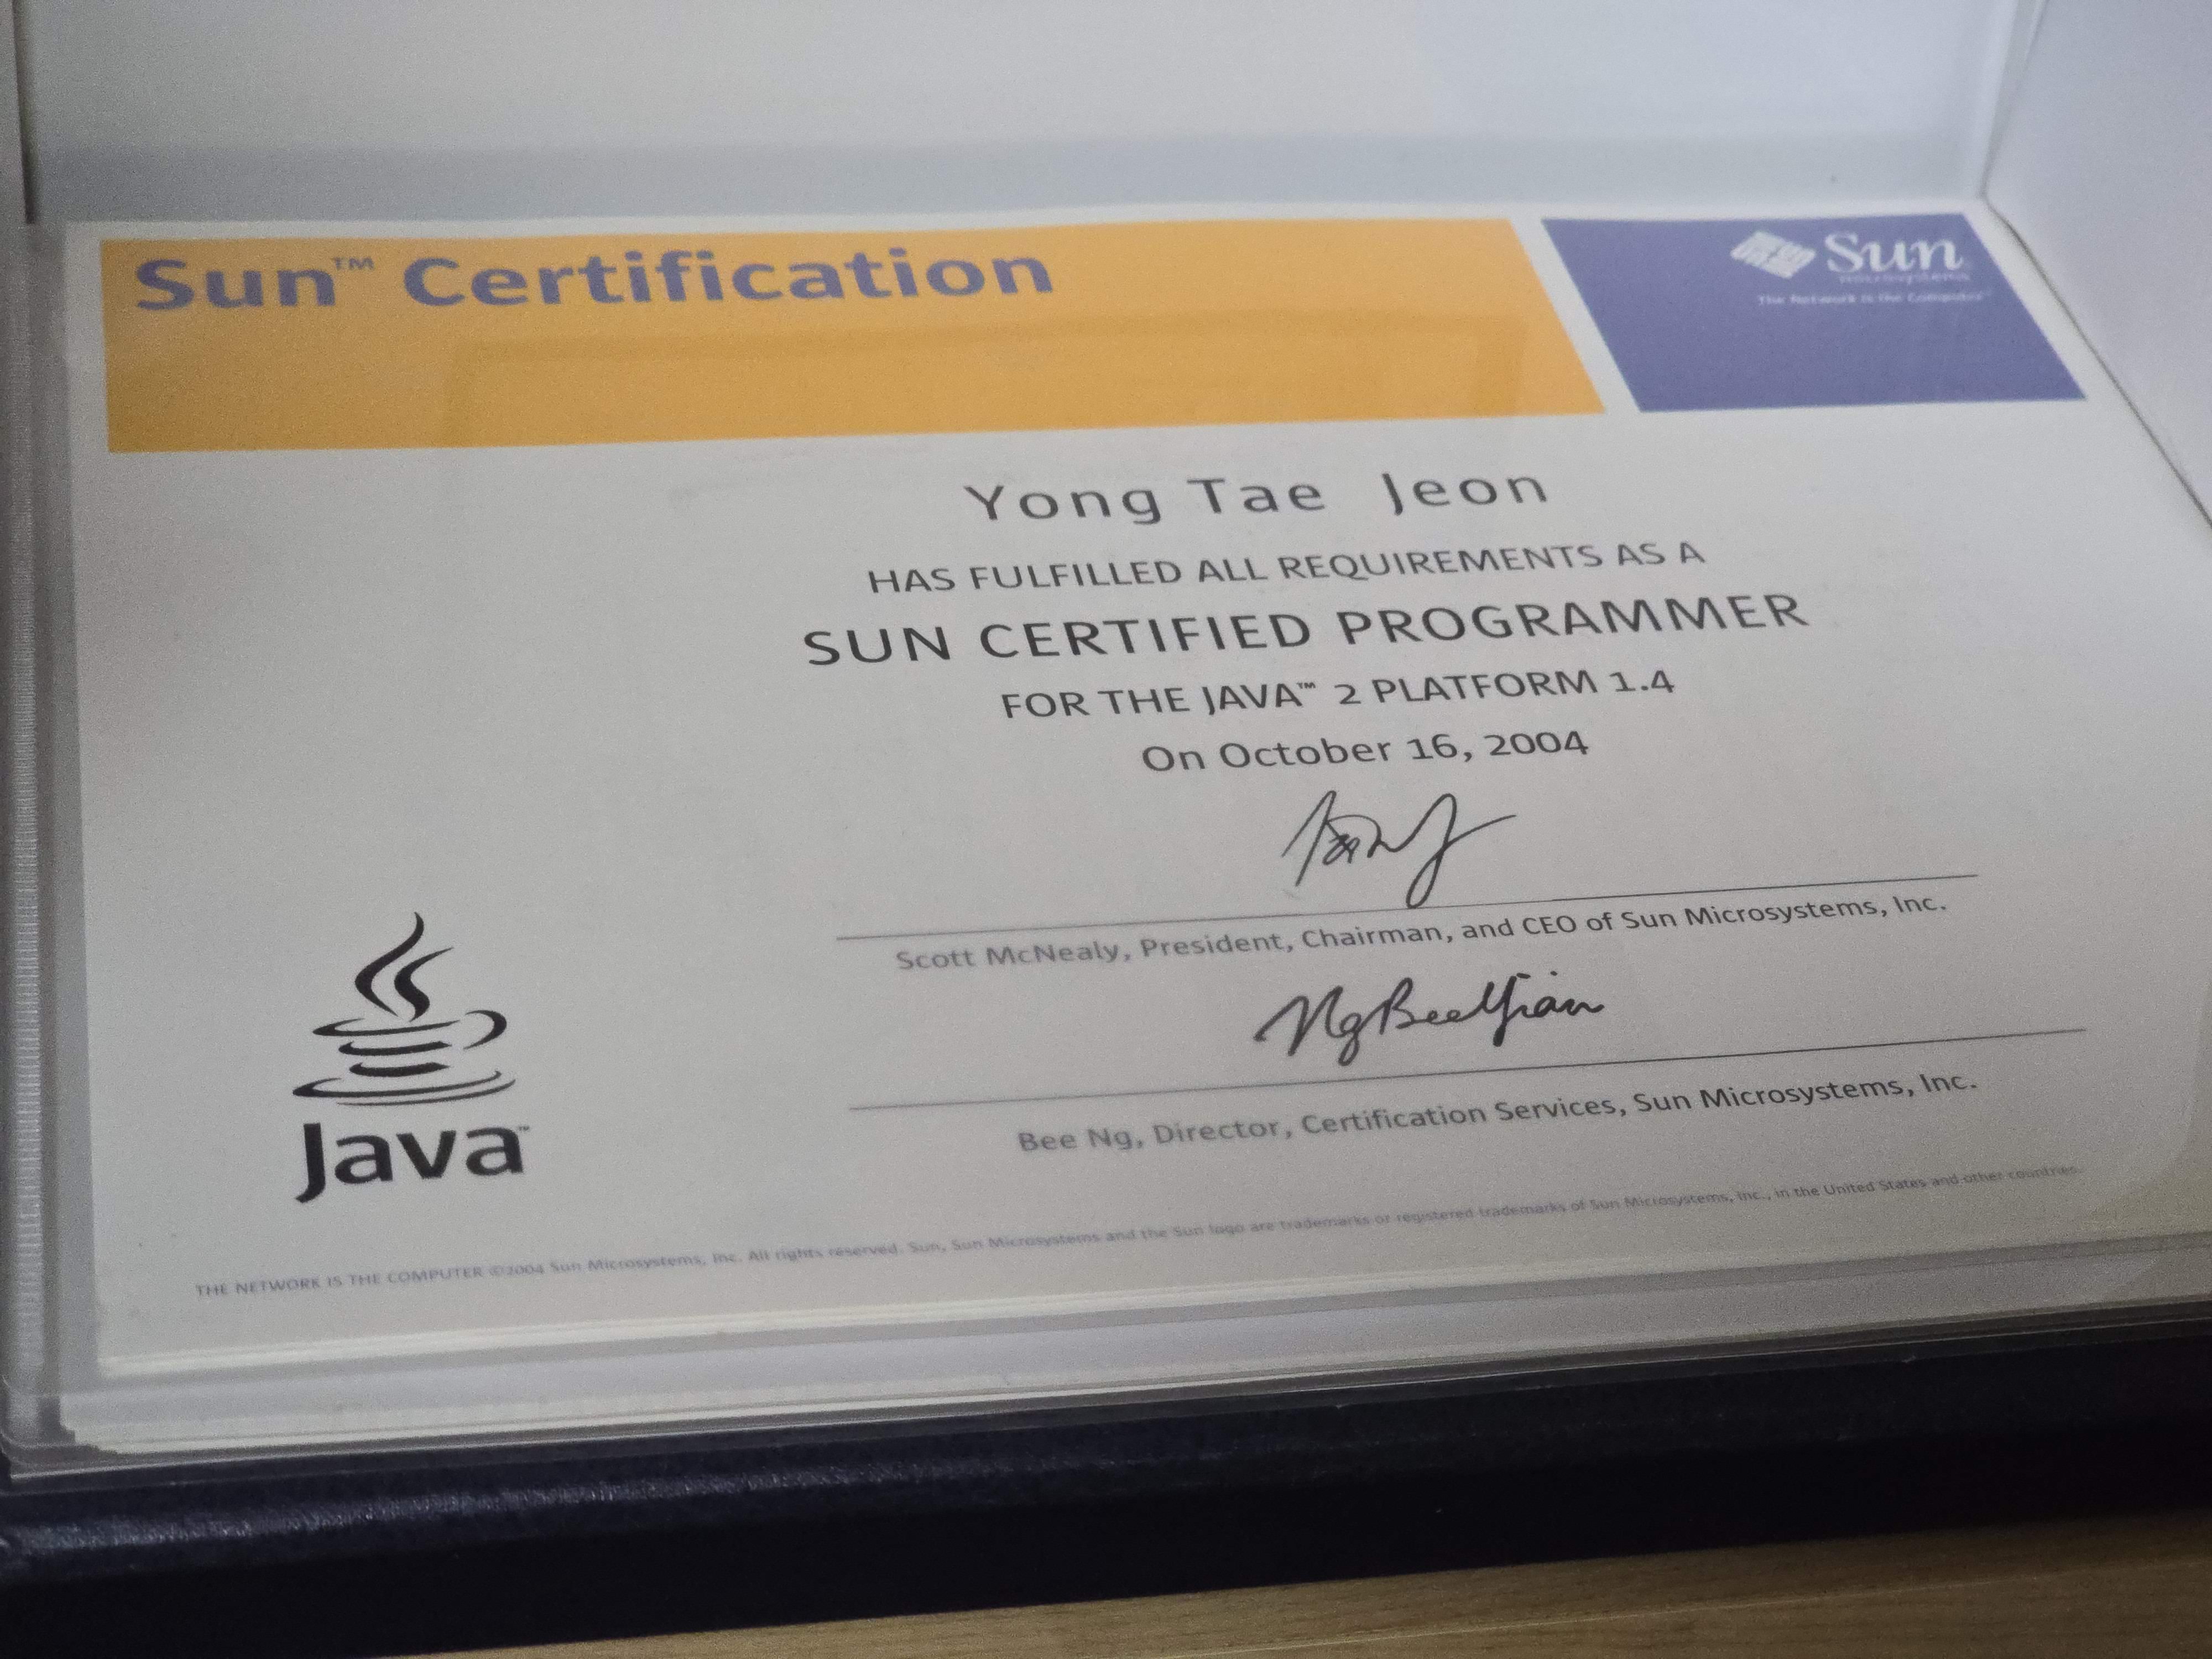 Sun™ Certification
Sun
microsystems
The Network is the Computer™
Yong Tae Jeon
HAS FULFILLED ALL REQUIREMENTS AS A
SUN CERTIFIED PROGRAMMER
FOR THE JAVA™ 2 PLATFORM 1.4
On October 16, 2004
Scott McNealy, President, Chairman, and CEO of Sun Microsystems, Inc.
Bee Ng, Director, Certification Services, Sun Microsystems, Inc.
Java™
THE NETWORK IS THE COMPUTER ©2004 Sun Microsystems, Inc. All rights reserved. Sun, Sun Microsystems and the Sun logo are trademarks or registered trademarks of Sun Microsystems, Inc., in the United States and other countries.